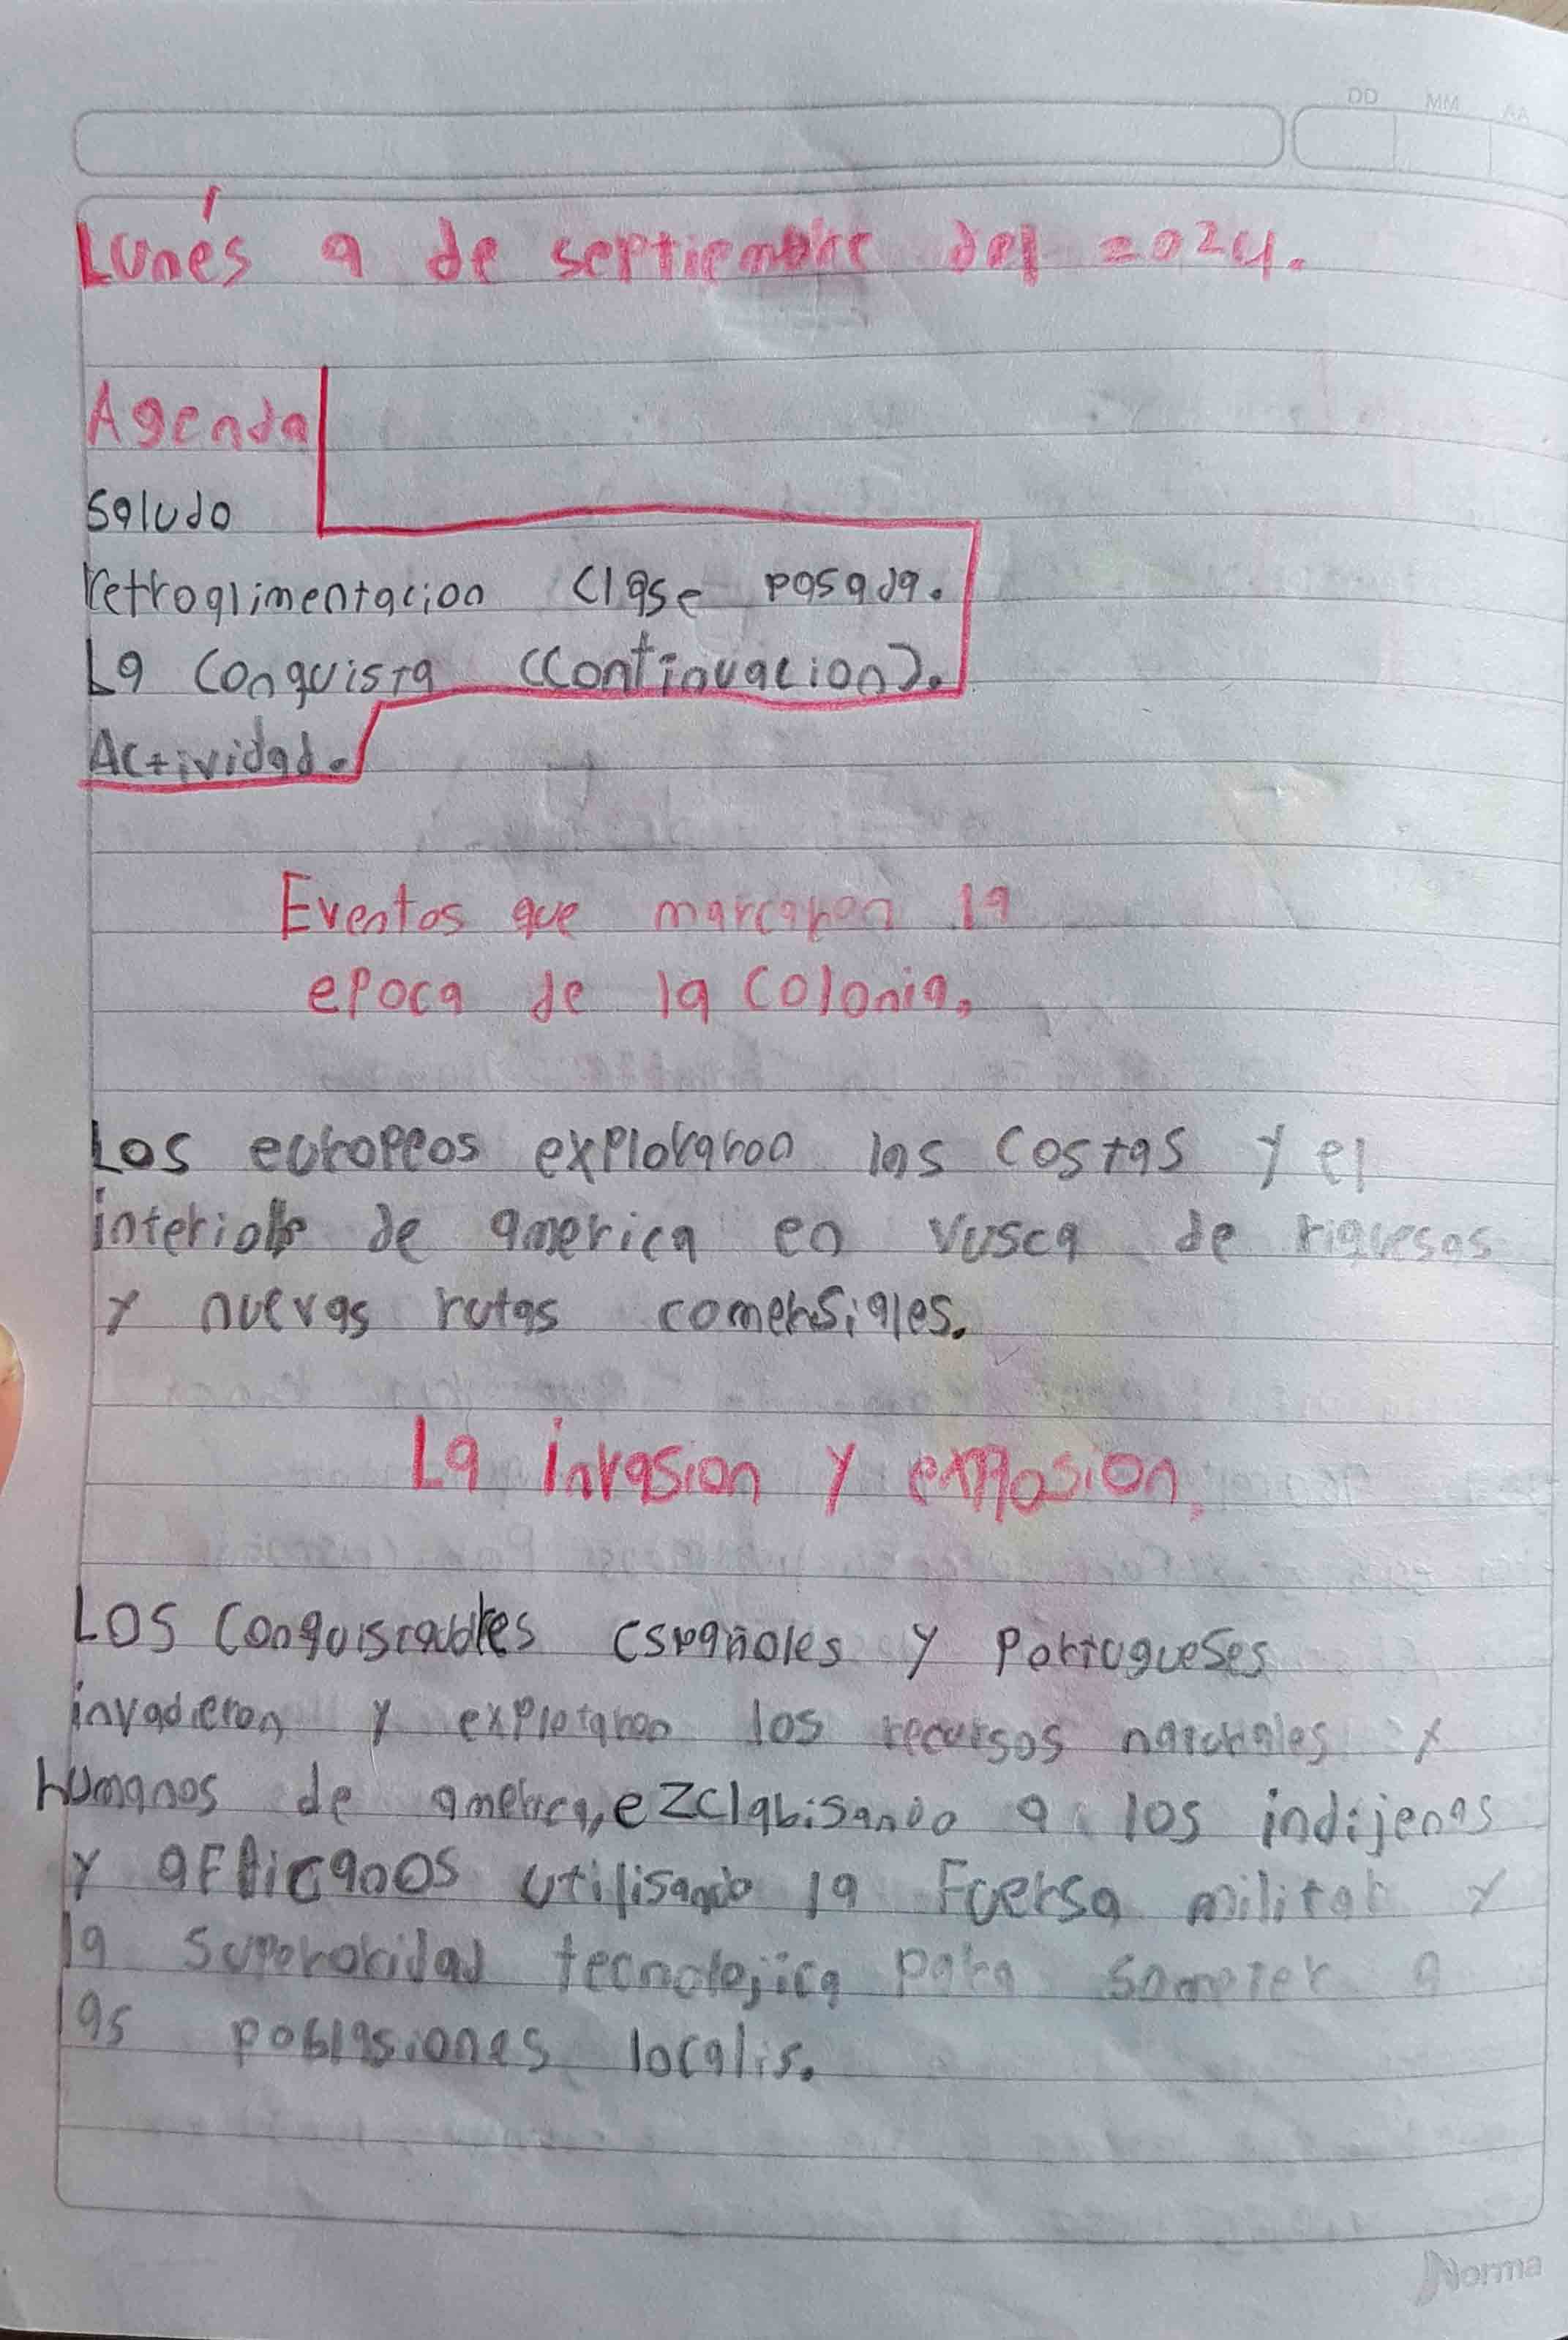 DD MM AA
Lunés 9 de septiembre del 2024.
Agenda
saludo
retroalimentacion clase pasada.
La conquista (continuacion).
Actividad.
Eventos que marcaron la
epoca de la colonia.
Los europeos exploraron las costas y el
interior de america en vusca de riquesas
y nuevas rutas comersiales.
La invasion y explosion.
Los conquistadores españoles y portugueses
invadieron y explotaron los recursos naturales y
humanos de america, ezclabisando a los indijenas
y africanos utilisando la fuersa militar y
la superoridad tecnolojica para someter a
las poblasiones localis.
Norma